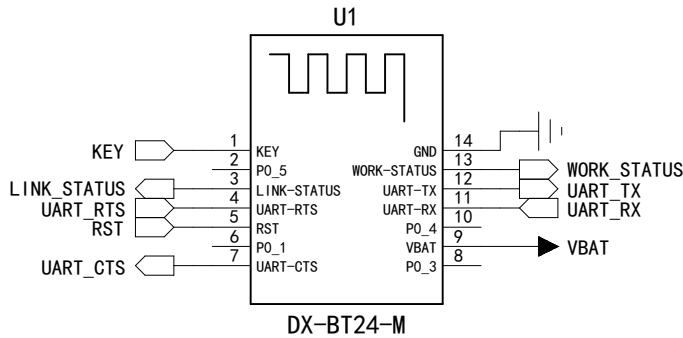 U1
KEY 1 KEY
2 P0_5
LINK_STATUS 3 LINK-STATUS
UART_RTS 4 UART-RTS
RST 5 RST
6 P0_1
UART_CTS 7 UART-CTS
GND 14
WORK-STATUS 13 WORK_STATUS
UART-TX 12 UART_TX
UART-RX 11 UART_RX
P0_4 10
VBAT 9 VBAT
P0_3 8
DX-BT24-M